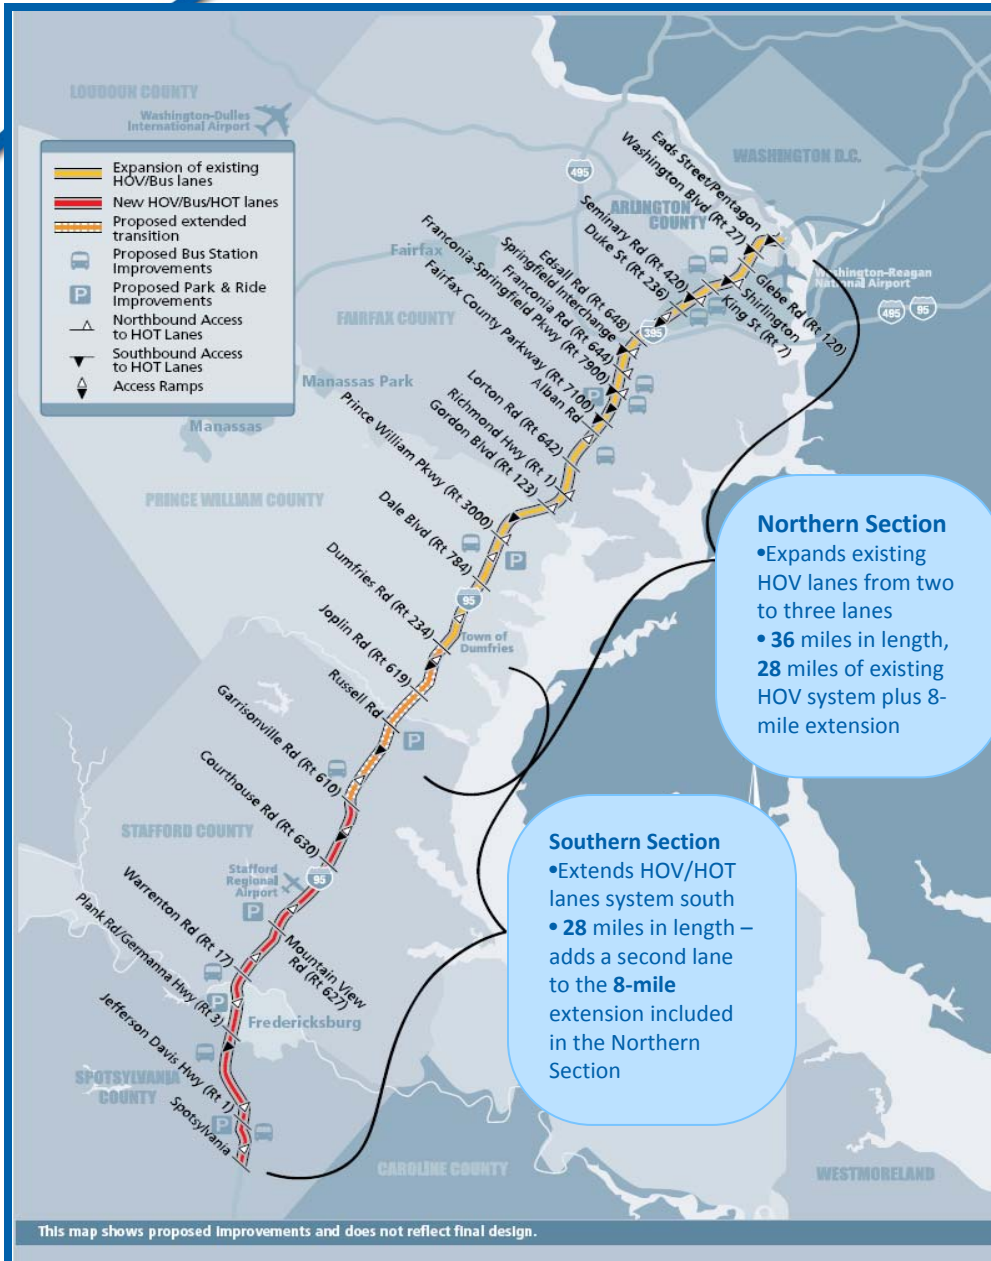 LOUDOUN COUNTY
Washington-Dulles
International Airport
Expansion of existing
HOV/Bus lanes
New HOV/Bus/HOT lanes
Proposed extended
transition
Proposed Bus Station
Improvements
P
Proposed Park & Ride
Improvements
Northbound Access
to HOT Lanes
Southbound Access
to HOT Lanes
Access Ramps
WASHINGTON D.C.
495
ARLINGTON
COUNTY
Eads Street/Pentagon
Washington Blvd (Rt 27)
Seminary Rd (Rt 420)
Duke St (Rt 236)
Edsall Rd (Rt 648)
Springfield Interchange
Franconia Rd (Rt 644)
Franconia-Springfield Pkwy (Rt 7900)
Fairfax County Parkway (Rt 7100)
Alban Rd
Lorton Rd (Rt 642)
Richmond Hwy (Rt 1)
Gordon Blvd (Rt 123)
Prince William Pkwy (Rt 3000)
Dale Blvd (Rt 784)
Dumfries Rd (Rt 234)
Joplin Rd (Rt 619)
Russell Rd
Garrisonville Rd (Rt 610)
Courthouse Rd (Rt 630)
Warrenton Rd (Rt 17)
Plank Rd/Germanna Hwy (Rt 3)
Jefferson Davis Hwy (Rt 1)
Spotsylvania
Glebe Rd (Rt 120)
Shirlington
King St (Rt 7)
Mountain View
Rd (Rt 627)
Washington-Reagan
National Airport
495
95
395
Fairfax
FAIRFAX COUNTY
Manassas Park
Manassas
PRINCE WILLIAM COUNTY
P
P
95
Town of
Dumfries
P
STAFFORD COUNTY
Stafford
Regional
Airport
95
P
P
Fredericksburg
SPOTSYLVANIA
COUNTY
P
CAROLINE COUNTY
WESTMORELAND
Northern Section
•Expands existing
HOV lanes from two
to three lanes
• 36 miles in length,
28 miles of existing
HOV system plus 8-
mile extension
Southern Section
•Extends HOV/HOT
lanes system south
• 28 miles in length –
adds a second lane
to the 8-mile
extension included
in the Northern
Section
This map shows proposed improvements and does not reflect final design.